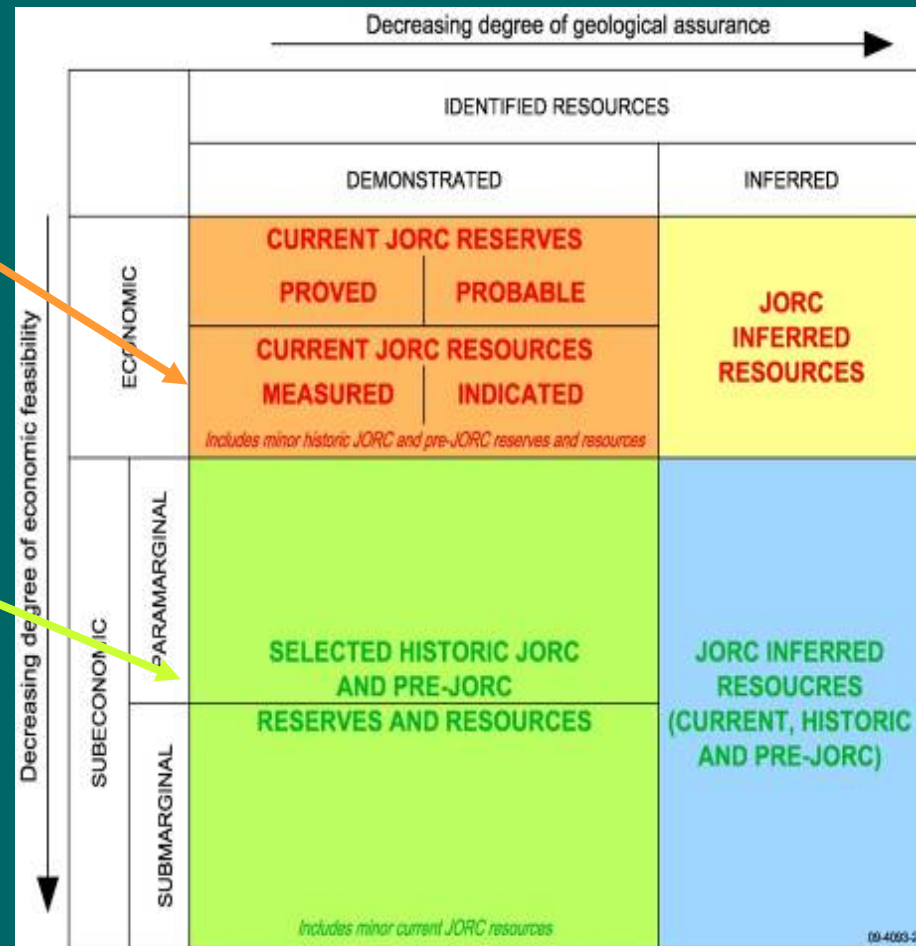 Decreasing degree of geological assurance
IDENTIFIED RESOURCES
DEMONSTRATED
INFERRED
Decreasing degree of economic feasibility
ECONOMIC
CURRENT JORC RESERVES
PROVED
PROBABLE
CURRENT JORC RESOURCES
MEASURED
INDICATED
Includes minor historic JORC and pre-JORC reserves and resources
JORC
INFERRED
RESOURCES
SUBECONOMIC
PARAMARGINAL
SUBMARGINAL
SELECTED HISTORIC JORC
AND PRE-JORC
RESERVES AND RESOURCES
Includes minor current JORC resources
JORC INFERRED
RESOUCRES
(CURRENT, HISTORIC
AND PRE-JORC)
09-4093-2